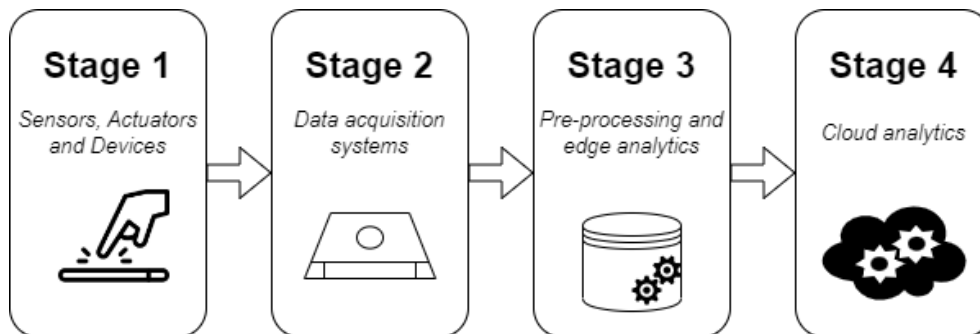 Stage 1
Sensors, Actuators
and Devices
Stage 2
Data acquisition
systems
Stage 3
Pre-processing and
edge analytics
Stage 4
Cloud analytics